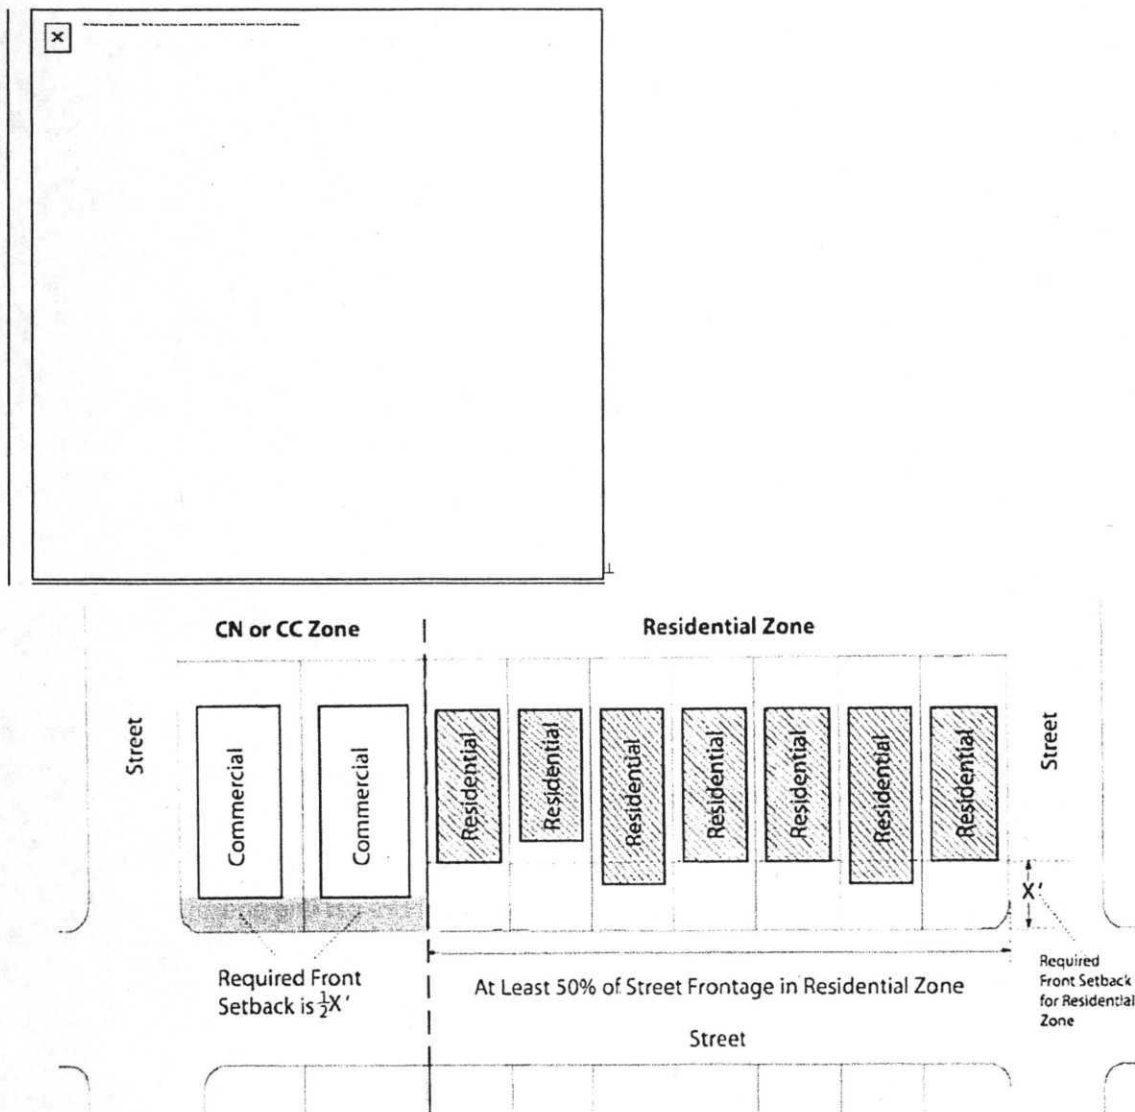 CN or CC Zone
Residential Zone
Street
Commercial
Commercial
Residential
Residential
Residential
Residential
Residential
Residential
Residential
Street
X'
Required Front
Setback is ½X'
At Least 50% of Street Frontage in Residential Zone
Required
Front Setback
for Residential
Zone
Street